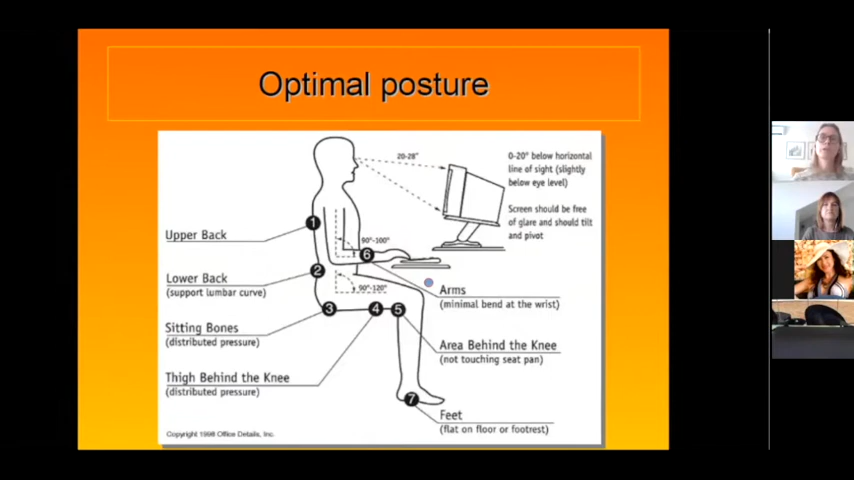 Optimal posture
20-28"
0-20° below horizontal
line of sight (slightly
below eye level)
Screen should be free
of glare and should tilt
and pivot
1
Upper Back
90°-100°
6
2
Lower Back
(support lumbar curve)
90°-120°
Arms
(minimal bend at the wrist)
3
4
5
Sitting Bones
(distributed pressure)
Area Behind the Knee
(not touching seat pan)
Thigh Behind the Knee
(distributed pressure)
7
Feet
(flat on floor or footrest)
Copyright 1998 Office Details, Inc.